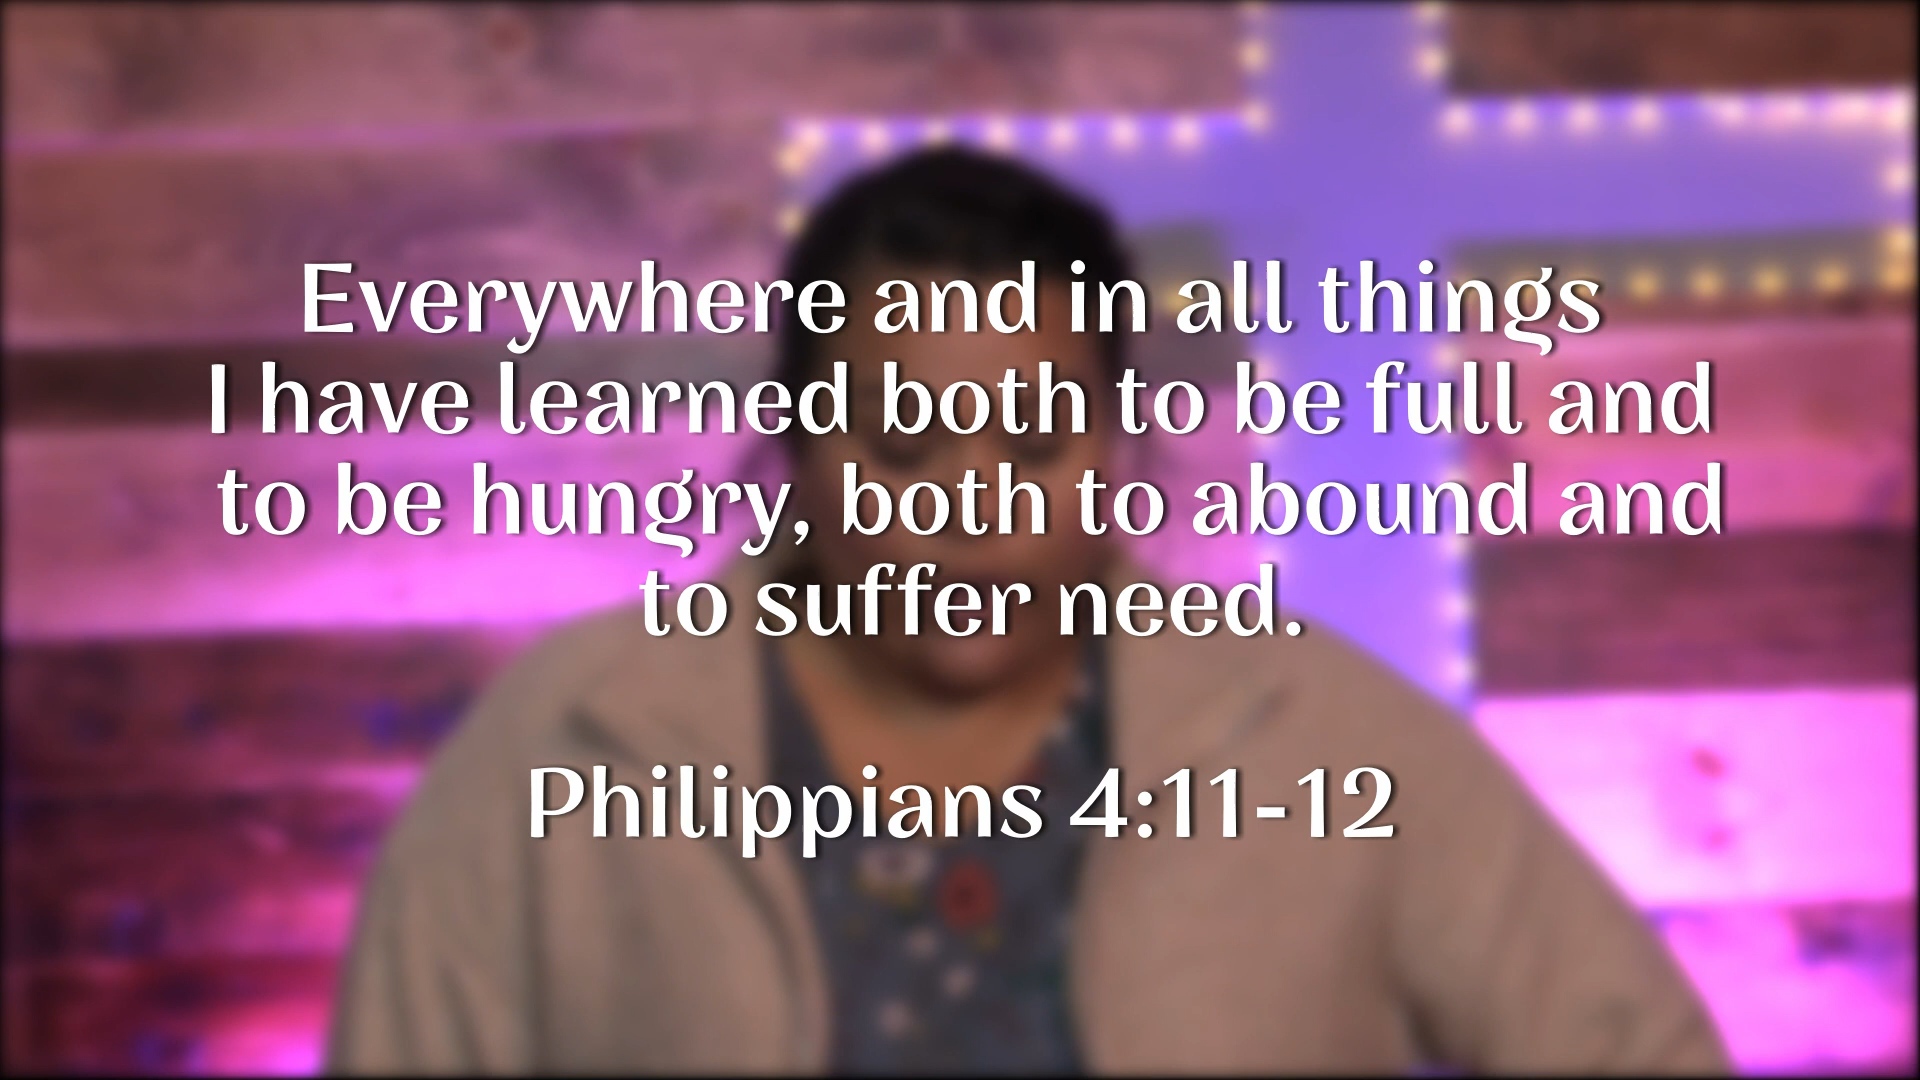 Everywhere and in all things
I have learned both to be full and
to be hungry, both to abound and
to suffer need.
Philippians 4:11-12